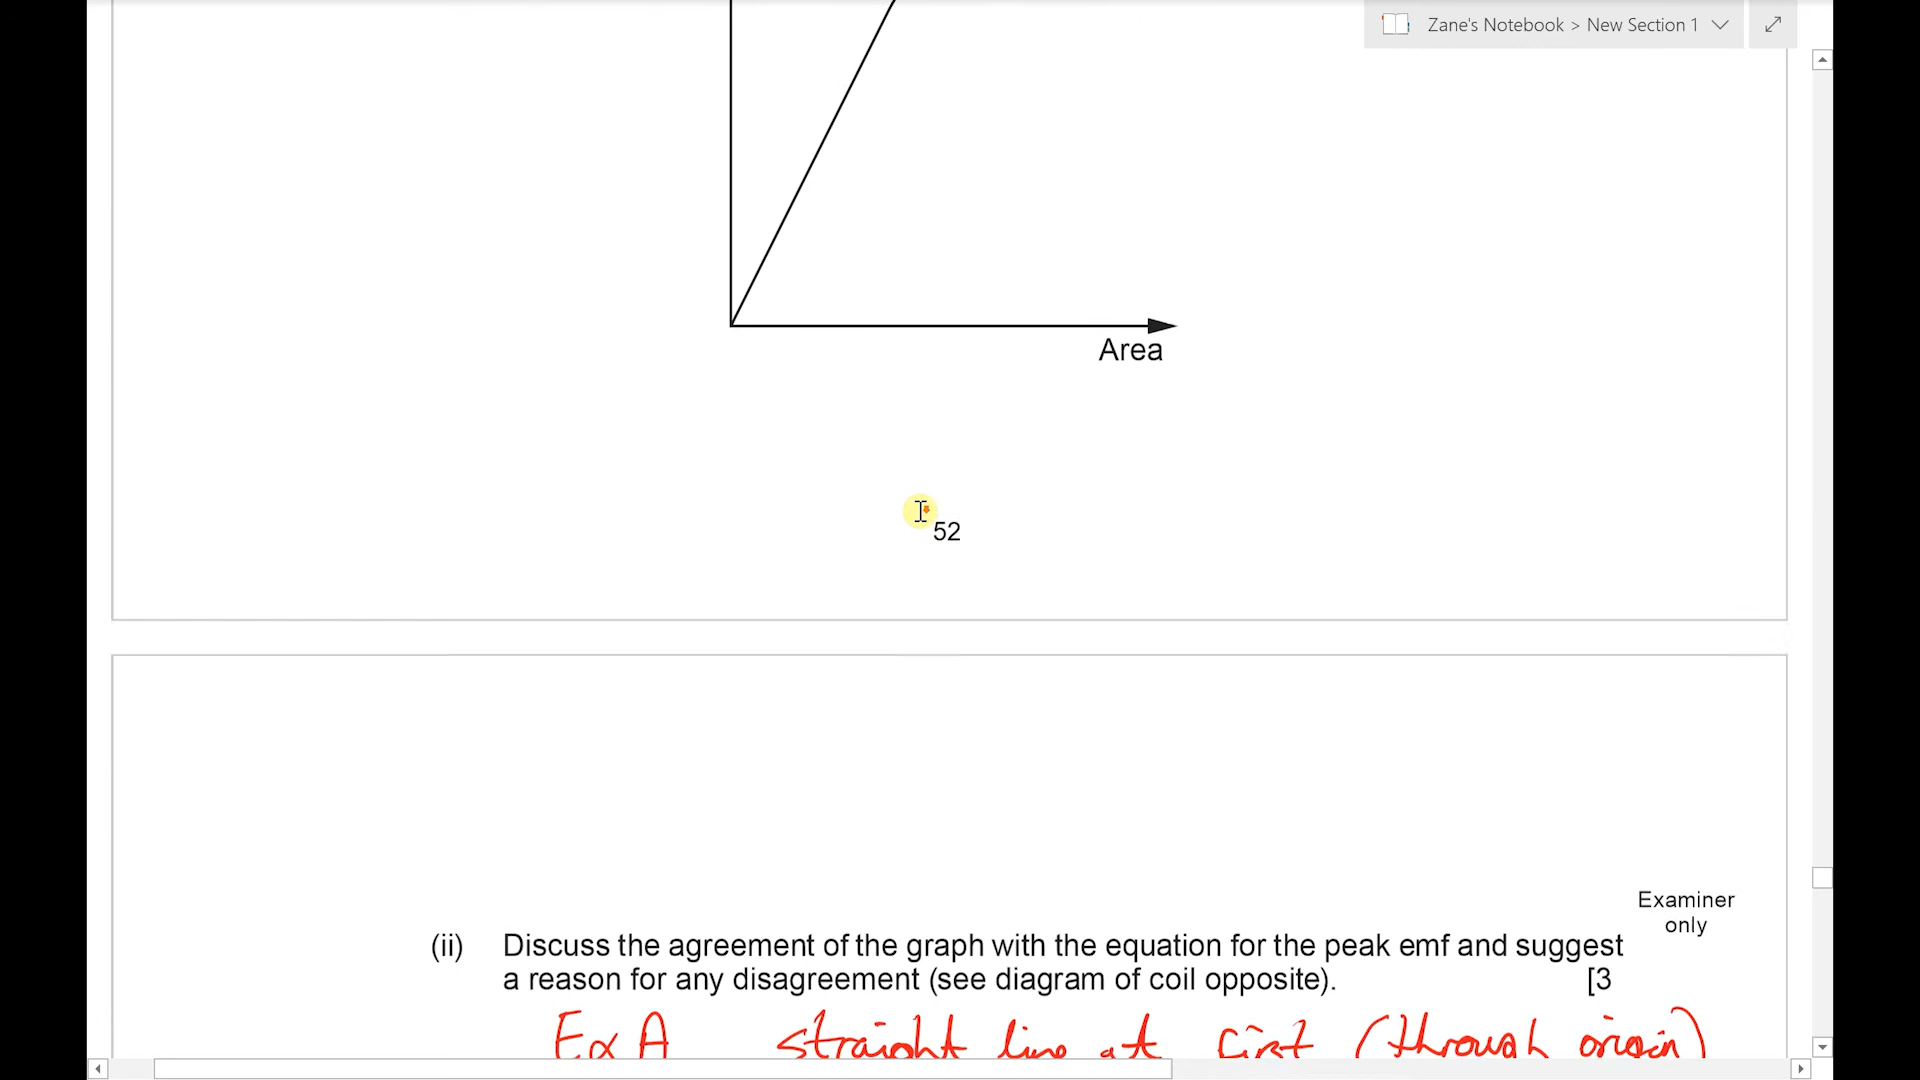 Zane's Notebook > New Section 1
Area
52
Examiner
only
(ii) Discuss the agreement of the graph with the equation for the peak emf and suggest
a reason for any disagreement (see diagram of coil opposite). [3
E∝A straight line at first (through origin)